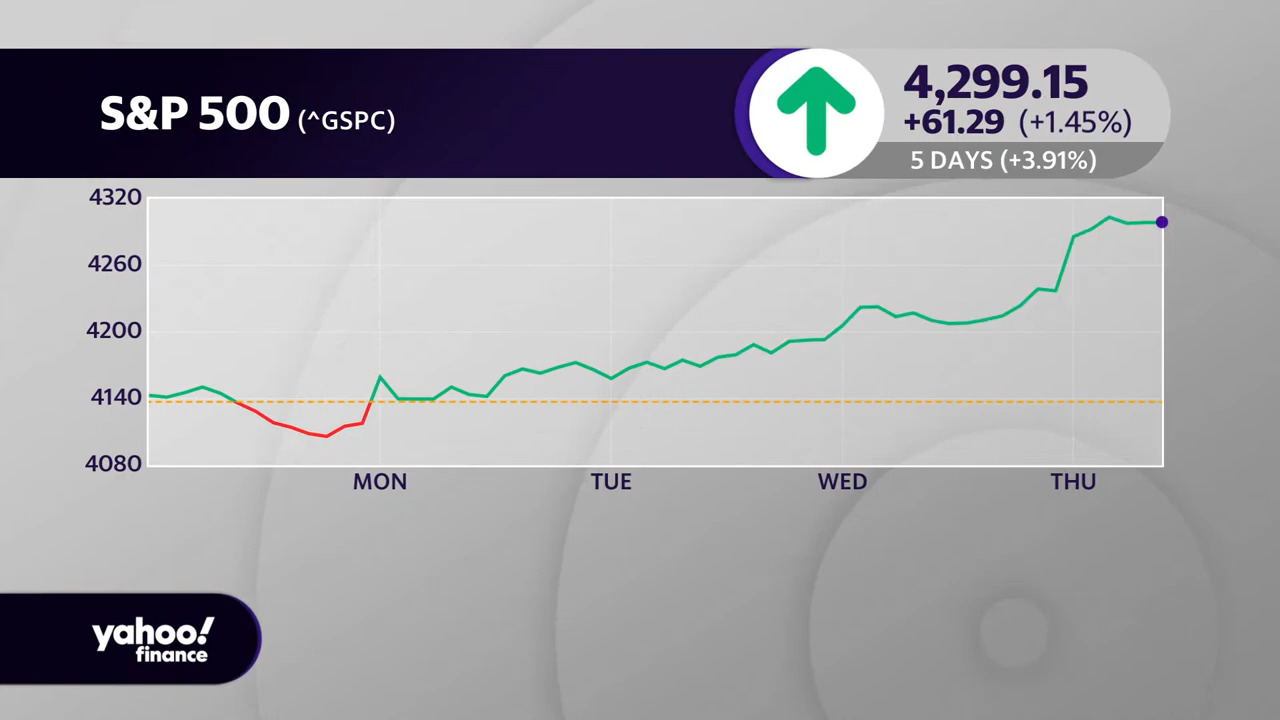 S&P 500 (^GSPC)
4,299.15
+61.29 (+1.45%)
5 DAYS (+3.91%)
4320
4260
4200
4140
4080
MON TUE WED THU
yahoo!
finance